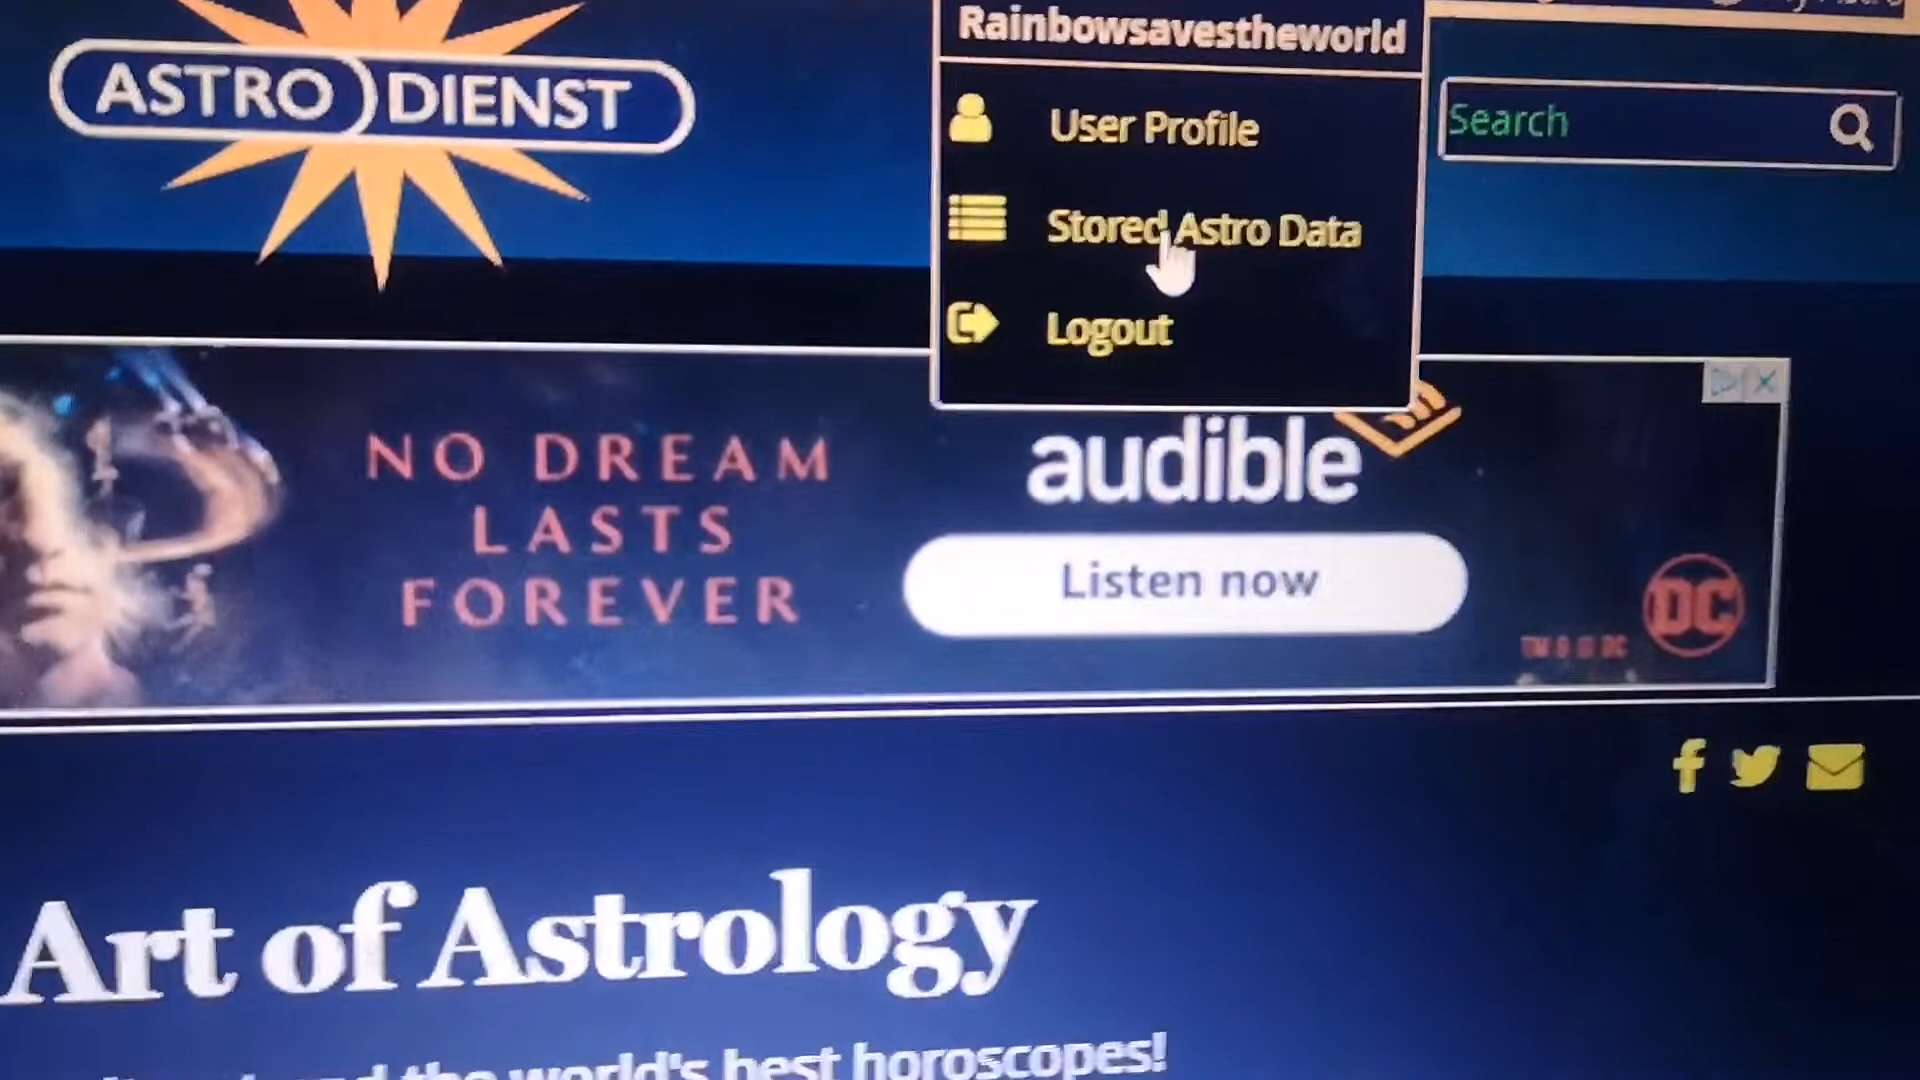 Rainbowsavestheworld
ASTRO DIENST
User Profile
Search
Stored Astro Data
Logout
NO DREAM
LASTS
FOREVER
audible
Listen now
DC
Art of Astrology
the world's best horoscopes!